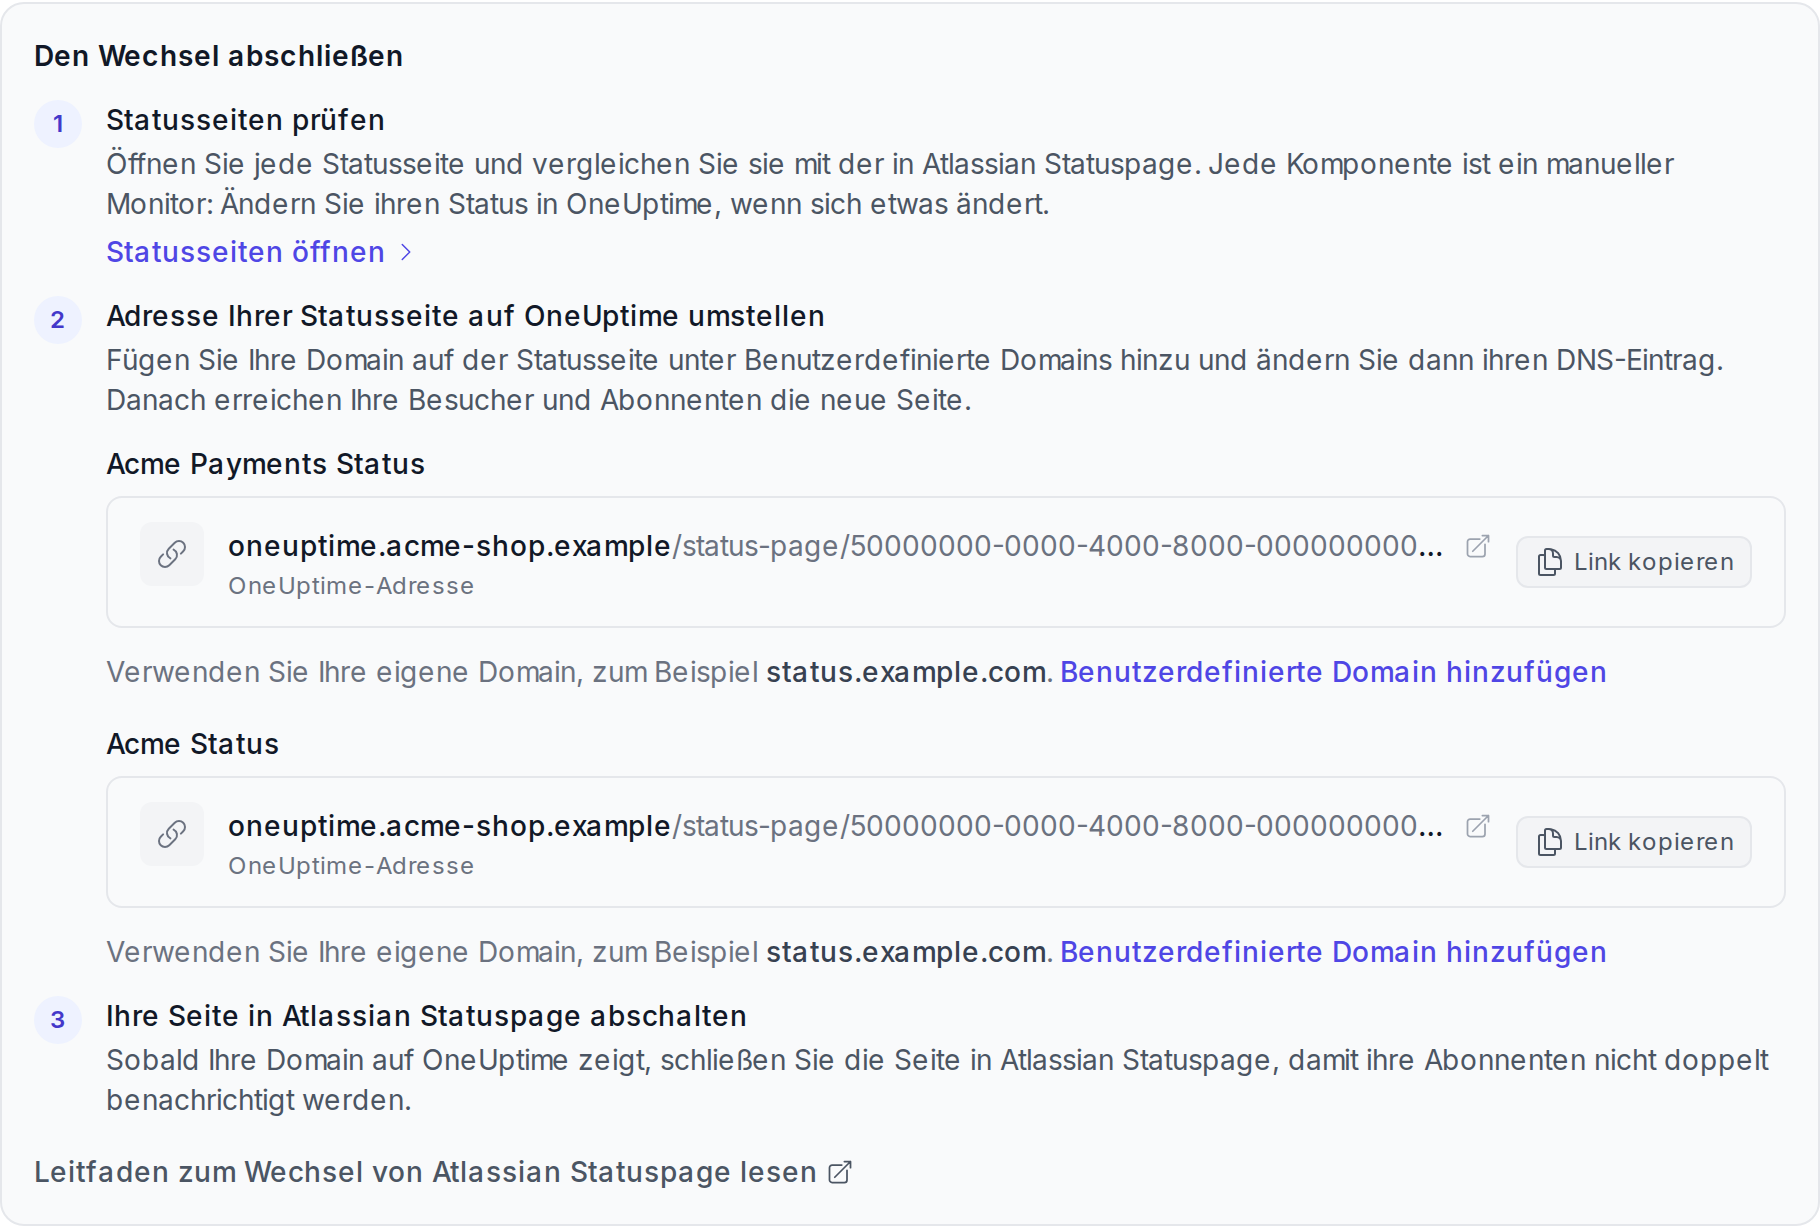 Den Wechsel abschließen
1
Statusseiten prüfen
Öffnen Sie jede Statusseite und vergleichen Sie sie mit der in Atlassian Statuspage. Jede Komponente ist ein manueller
Monitor: Ändern Sie ihren Status in OneUptime, wenn sich etwas ändert.
Statusseiten öffnen
2
Adresse Ihrer Statusseite auf OneUptime umstellen
Fügen Sie Ihre Domain auf der Statusseite unter Benutzerdefinierte Domains hinzu und ändern Sie dann ihren DNS-Eintrag.
Danach erreichen Ihre Besucher und Abonnenten die neue Seite.
Acme Payments Status
oneuptime.acme-shop.example/status-page/50000000-0000-4000-8000-000000000...
Link kopieren
OneUptime-Adresse
Verwenden Sie Ihre eigene Domain, zum Beispiel status.example.com. Benutzerdefinierte Domain hinzufügen
Acme Status
oneuptime.acme-shop.example/status-page/50000000-0000-4000-8000-000000000...
Link kopieren
OneUptime-Adresse
Verwenden Sie Ihre eigene Domain, zum Beispiel status.example.com. Benutzerdefinierte Domain hinzufügen
3
Ihre Seite in Atlassian Statuspage abschalten
Sobald Ihre Domain auf OneUptime zeigt, schließen Sie die Seite in Atlassian Statuspage, damit ihre Abonnenten nicht doppelt
benachrichtigt werden.
Leitfaden zum Wechsel von Atlassian Statuspage lesen